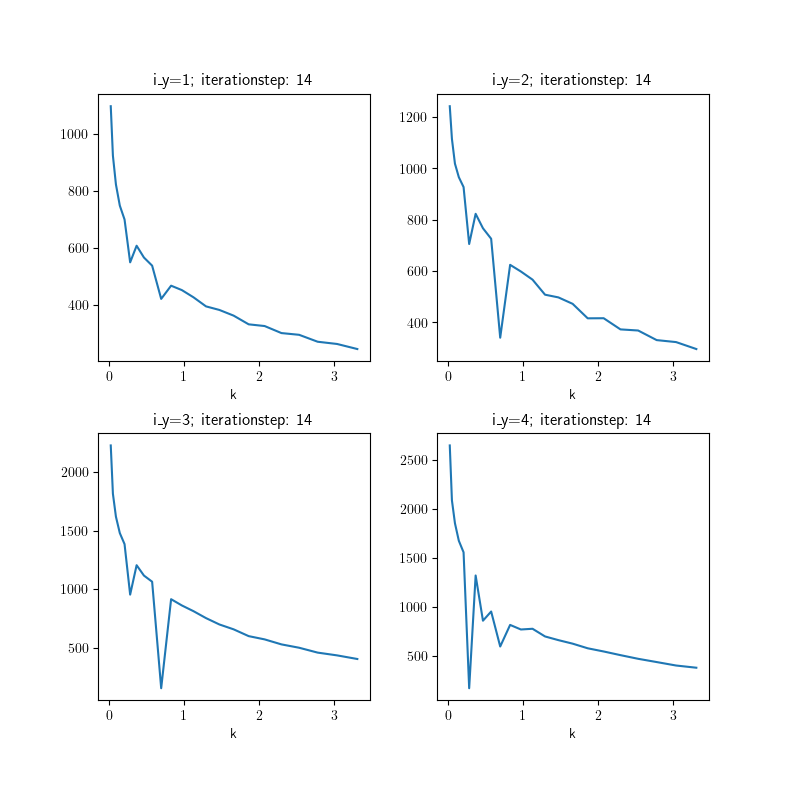 i_y=1; iterationstep: 14
i_y=2; iterationstep: 14
1000
800
600
400
0 1 2 3
k
1200
1000
800
600
400
0 1 2 3
k
i_y=3; iterationstep: 14
i_y=4; iterationstep: 14
2000
1500
1000
500
0 1 2 3
k
2500
2000
1500
1000
500
0 1 2 3
k